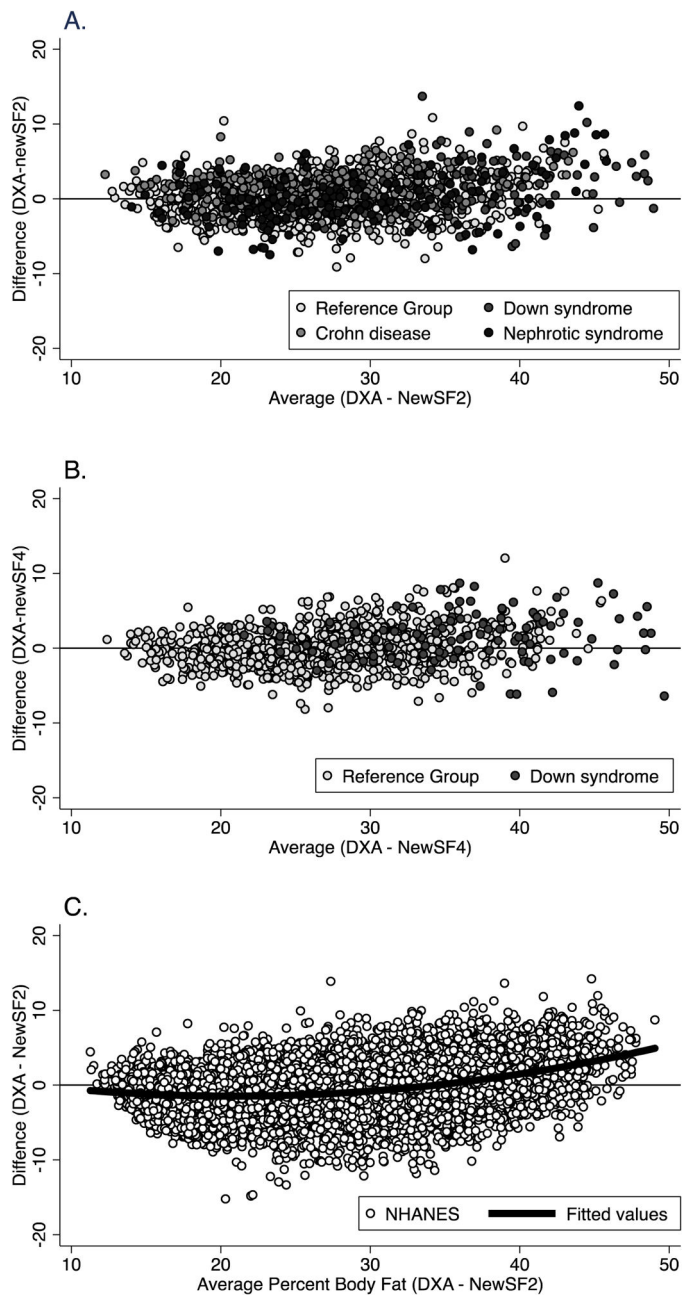 A.
20
10
0
-10
-20
Difference (DXA-newSF2)
Reference Group
Down syndrome
Crohn disease
Nephrotic syndrome
10 20 30 40 50
Average (DXA - NewSF2)
B.
20
10
0
-10
-20
Difference (DXA-newSF4)
Reference Group
Down syndrome
10 20 30 40 50
Average (DXA - NewSF4)
C.
20
10
0
-10
-20
Diffence (DXA - NewSF2)
NHANES
Fitted values
10 20 30 40 50
Average Percent Body Fat (DXA - NewSF2)